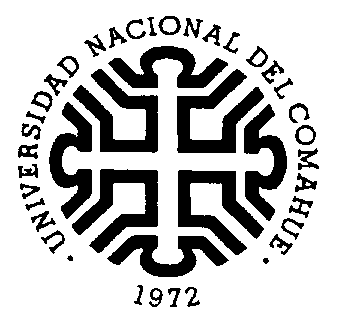 · UNIVERSIDAD NACIONAL DEL COMAHUE ·
1972